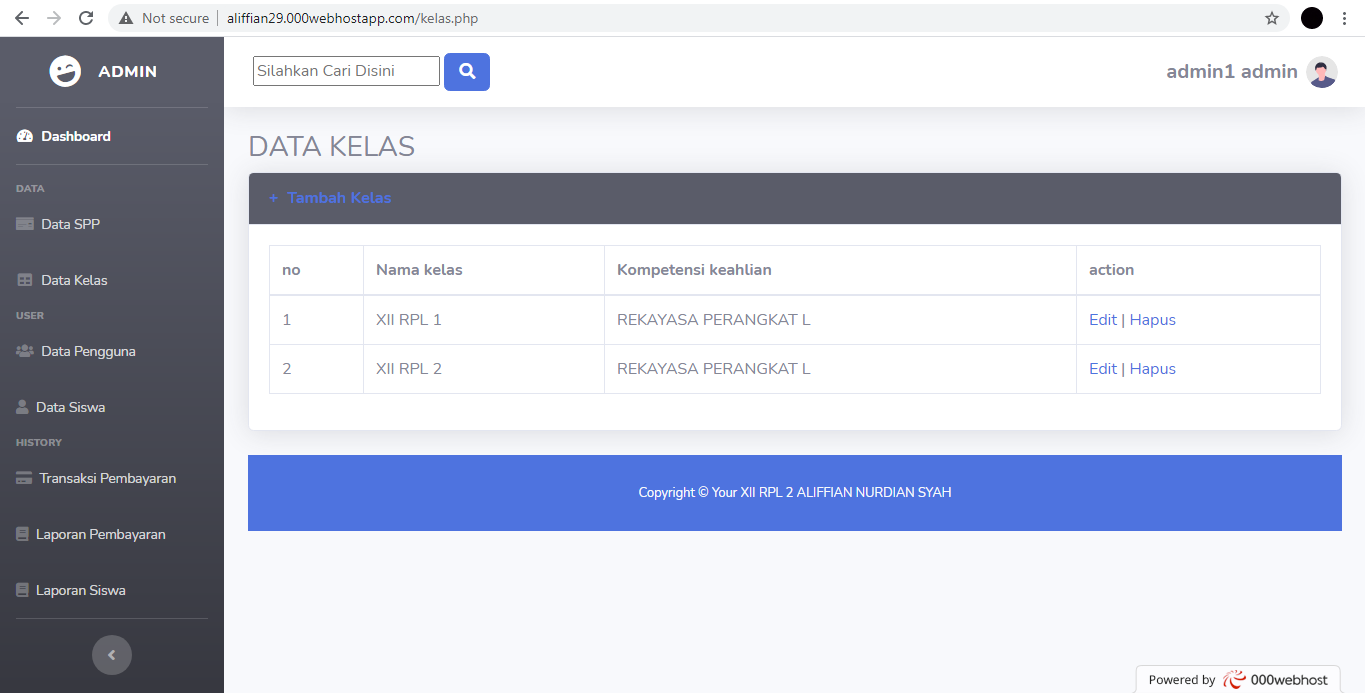 Not secure
aliffian29.000webhostapp.com/kelas.php
ADMIN
Silahkan Cari Disini
admin1 admin
Dashboard
DATA
Data SPP
Data Kelas
USER
Data Pengguna
Data Siswa
HISTORY
Transaksi Pembayaran
Laporan Pembayaran
Laporan Siswa
DATA KELAS
+ Tambah Kelas
no Nama kelas Kompetensi keahlian action
1 XII RPL 1 REKAYASA PERANGKAT L Edit | Hapus
2 XII RPL 2 REKAYASA PERANGKAT L Edit | Hapus
Copyright © Your XII RPL 2 ALIFFIAN NURDIAN SYAH
Powered by 000webhost